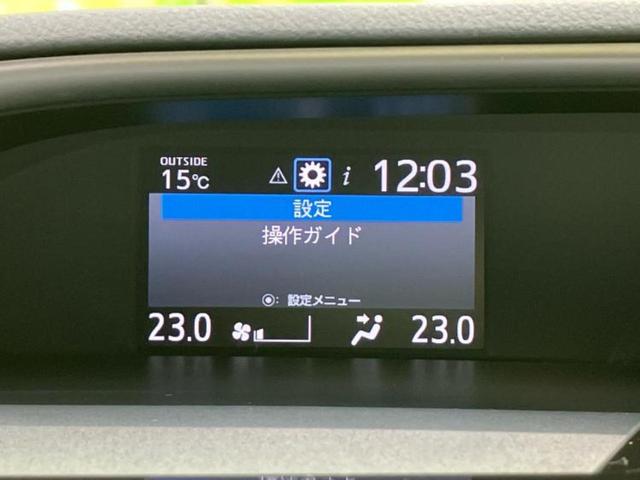 OUTSIDE
15℃ i 12:03
設定
操作ガイド
◉: 設定メニュー
23.0 23.0